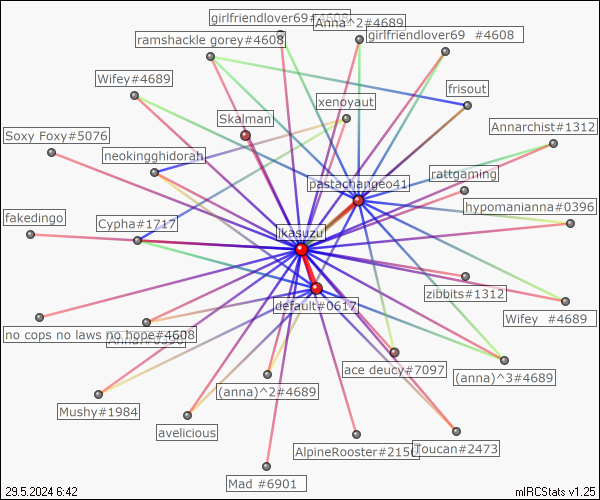 girlfriendlover69#4608
Anna^2#4689
girlfriendlover69 #4608
ramshackle gorey#4608
Wifey#4689
frisout
xenoyaut
Skalman
Annarchist#1312
Soxy Foxy#5076
neokingghidorah
rattgaming
pastachangeo41
hypomanianna#0396
fakedingo
Cypha#1717
ikasuzu
zibbits#1312
default#0617
Wifey #4689
no cops no laws no hope#4608
ace deucy#7097
(anna)^3#4689
(anna)^2#4689
Mushy#1984
avelicious
AlpineRooster#2150
Toucan#2473
Mad #6901
29.5.2024 6:42
mIRCStats v1.25